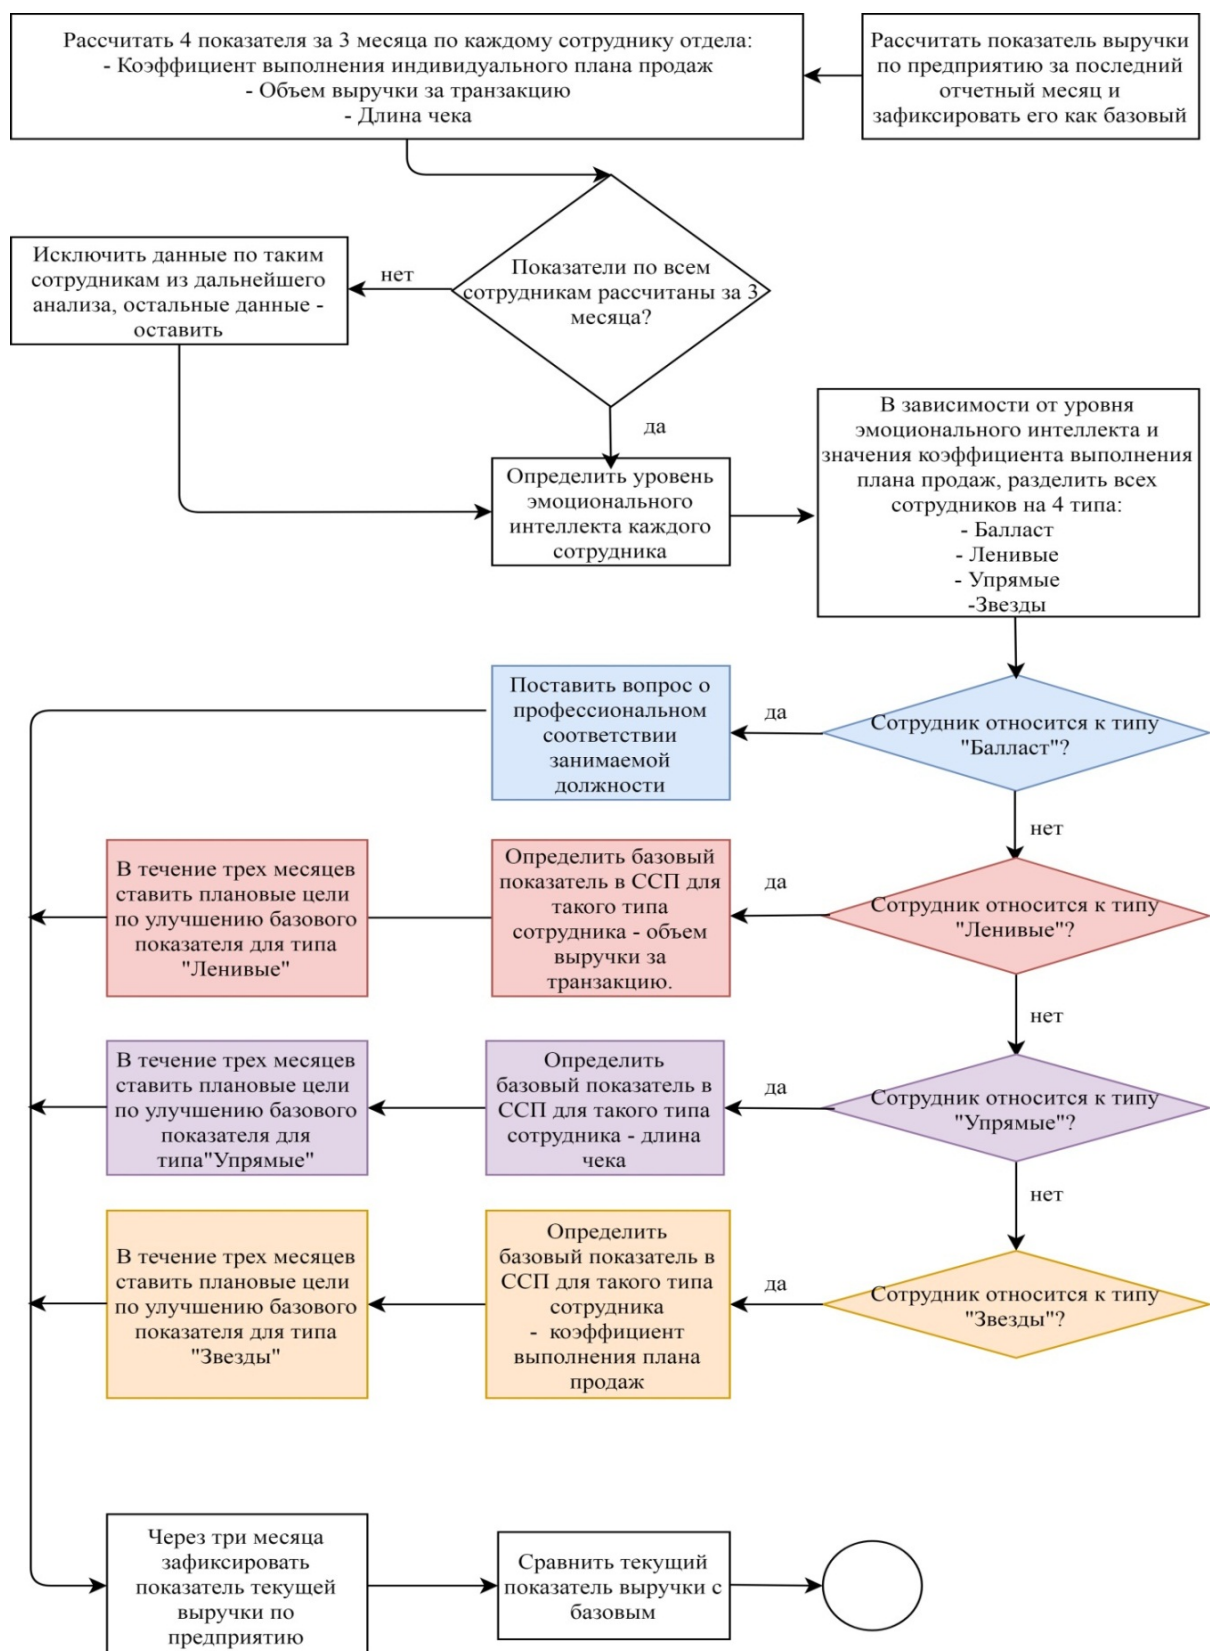 Рассчитать 4 показателя за 3 месяца по каждому сотруднику отдела:
- Коэффициент выполнения индивидуального плана продаж
- Объем выручки за транзакцию
- Длина чека
Рассчитать показатель выручки
по предприятию за последний
отчетный месяц и
зафиксировать его как базовый
Показатели по всем
сотрудникам рассчитаны за 3
месяца?
нет
Исключить данные по таким
сотрудникам из дальнейшего
анализа, остальные данные -
оставить
да
Определить уровень
эмоционального
интеллекта каждого
сотрудника
В зависимости от уровня
эмоционального интеллекта и
значения коэффициента выполнения
плана продаж, разделить всех
сотрудников на 4 типа:
- Балласт
- Ленивые
- Упрямые
-Звезды
Сотрудник относится к типу
"Балласт"?
да
Поставить вопрос о
профессиональном
соответствии
занимаемой
должности
нет
Сотрудник относится к типу
"Ленивые"?
да
Определить базовый
показатель в ССП для
такого типа
сотрудника - объем
выручки за
транзакцию.
В течение трех месяцев
ставить плановые цели
по улучшению базового
показателя для типа
"Ленивые"
нет
Сотрудник относится к типу
"Упрямые"?
да
Определить
базовый показатель в
ССП для такого типа
сотрудника - длина
чека
В течение трех месяцев
ставить плановые цели
по улучшению базового
показателя для
типа"Упрямые"
нет
Сотрудник относится к типу
"Звезды"?
да
Определить
базовый показатель в
ССП для такого типа
сотрудника
- коэффициент
выполнения плана
продаж
В течение трех месяцев
ставить плановые цели
по улучшению базового
показателя для типа
"Звезды"
Через три месяца
зафиксировать
показатель текущей
выручки по
предприятию
Сравнить текущий
показатель выручки с
базовым